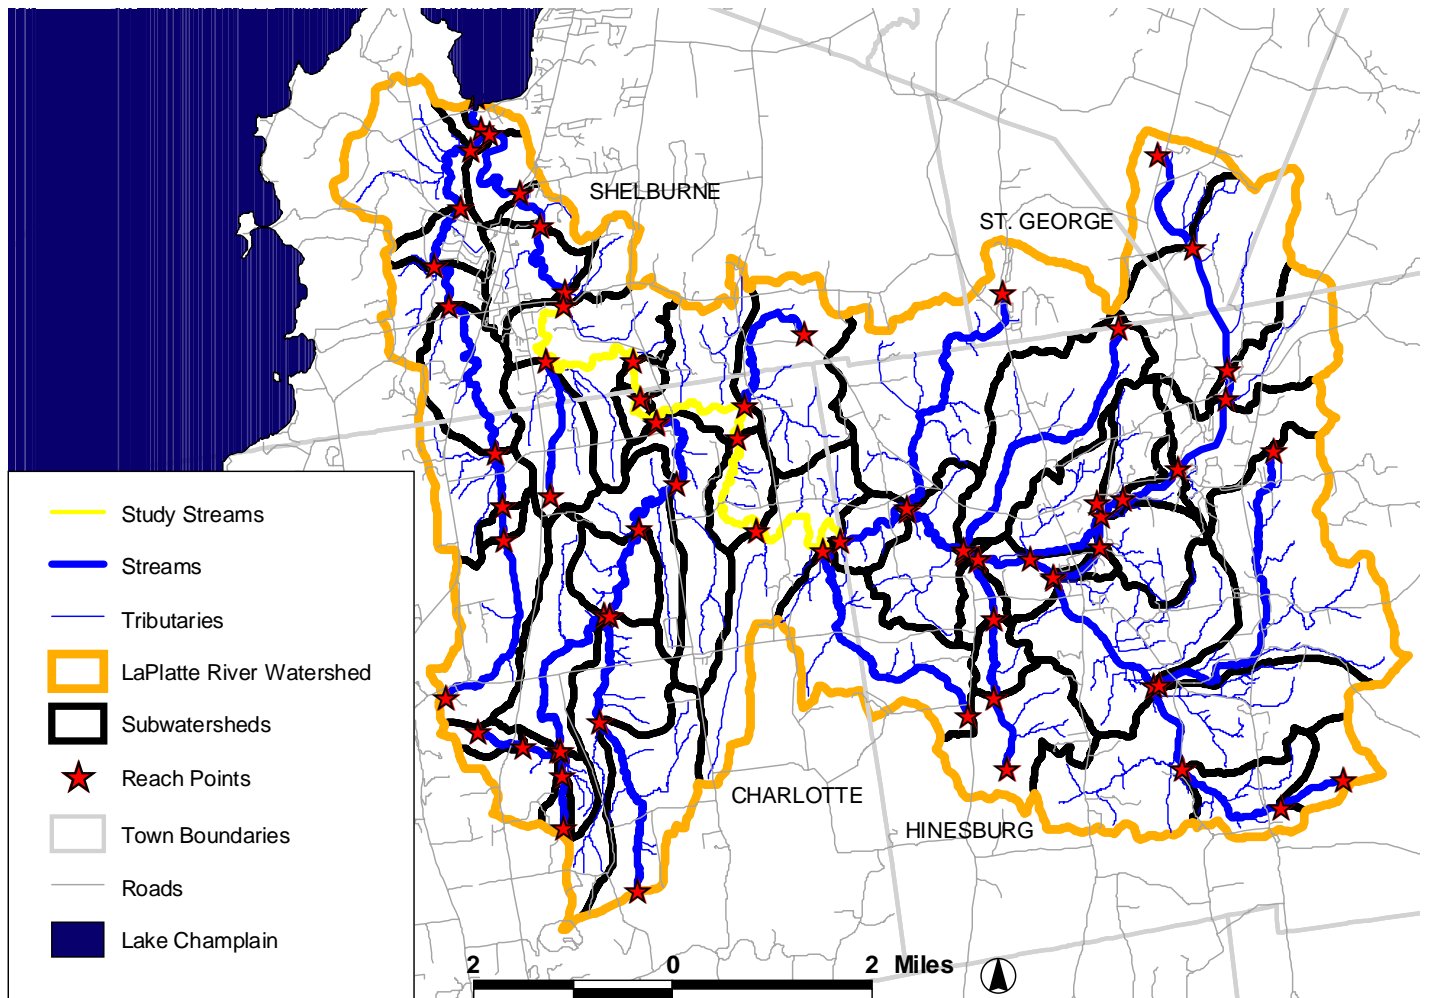 SHELBURNE
ST. GEORGE
Study Streams
Streams
Tributaries
LaPlatte River Watershed
Subwatersheds
Reach Points
CHARLOTTE
HINESBURG
Town Boundaries
Roads
Lake Champlain
2 0 2 Miles